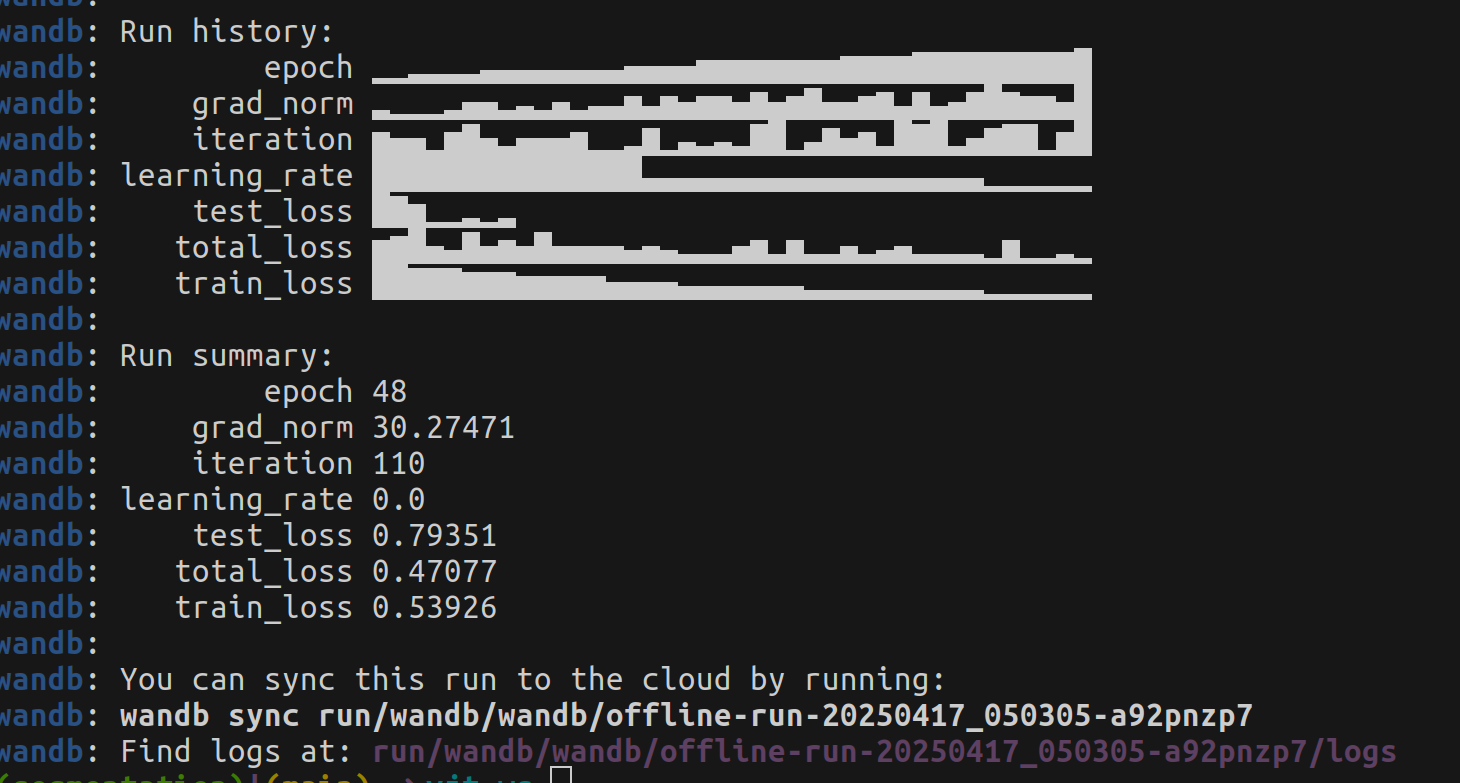 wandb:
wandb: Run history:
wandb: epoch
wandb: grad_norm
wandb: iteration
wandb: learning_rate
wandb: test_loss
wandb: total_loss
wandb: train_loss
wandb:
wandb: Run summary:
wandb: epoch 48
wandb: grad_norm 30.27471
wandb: iteration 110
wandb: learning_rate 0.0
wandb: test_loss 0.79351
wandb: total_loss 0.47077
wandb: train_loss 0.53926
wandb:
wandb: You can sync this run to the cloud by running:
wandb: wandb sync run/wandb/wandb/offline-run-20250417_050305-a92pnzp7
wandb: Find logs at: run/wandb/wandb/offline-run-20250417_050305-a92pnzp7/logs